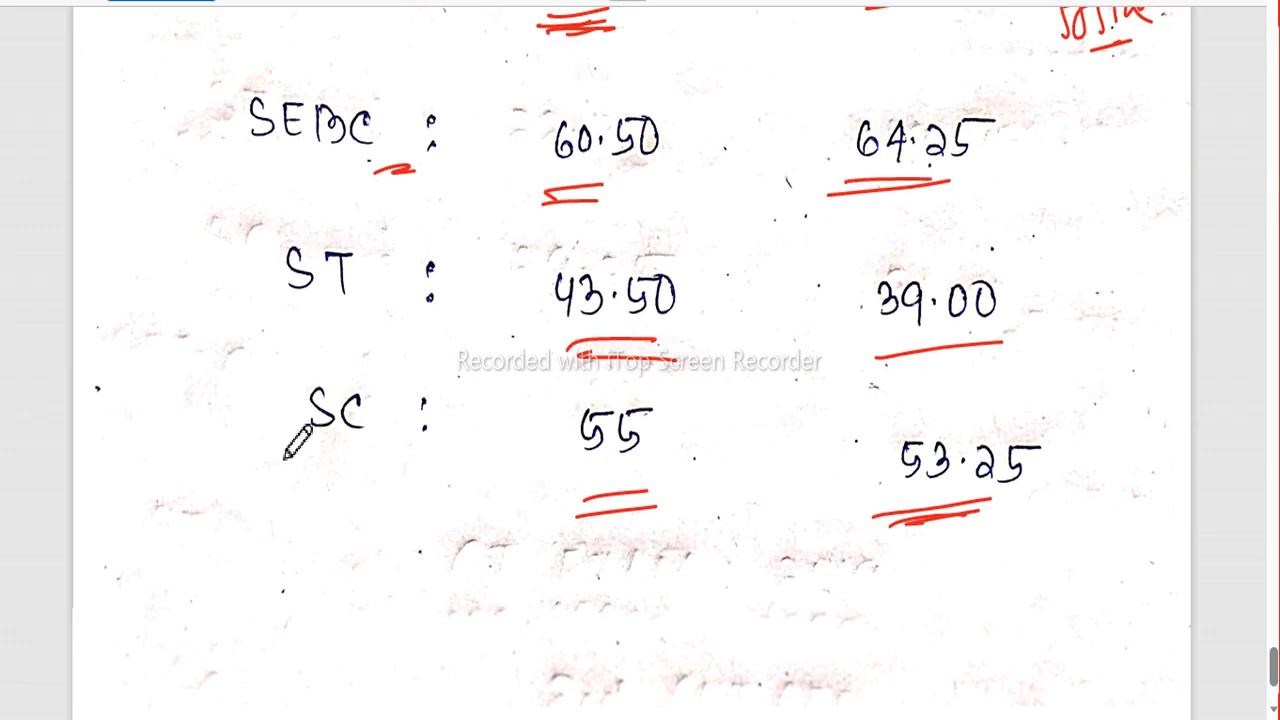 SEBC : 60.50 64.25
ST : 43.50 39.00
Recorded with iTop Screen Recorder
SC : 55 53.25